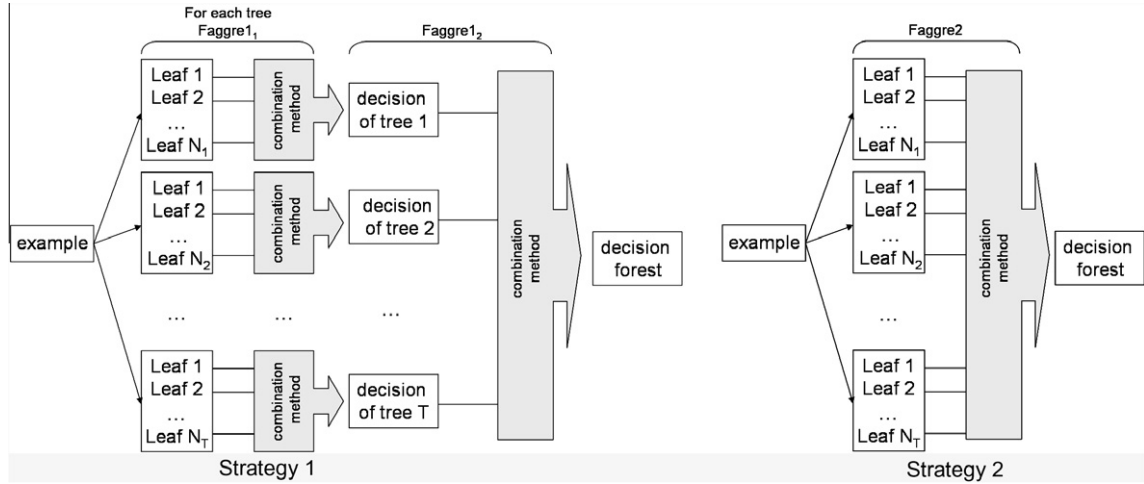 For each tree
Faggre1₁
Leaf 1
Leaf 2
...
Leaf N₁
combination
method
decision
of tree 1
Leaf 1
Leaf 2
...
Leaf N₂
combination
method
decision
of tree 2
example
...
...
...
Leaf 1
Leaf 2
...
Leaf N_T
combination
method
decision
of tree T
Faggre1₂
combination
method
decision
forest
Strategy 1
Faggre2
Leaf 1
Leaf 2
...
Leaf N₁
Leaf 1
Leaf 2
...
Leaf N₂
example
...
Leaf 1
Leaf 2
...
Leaf N_T
combination
method
decision
forest
Strategy 2